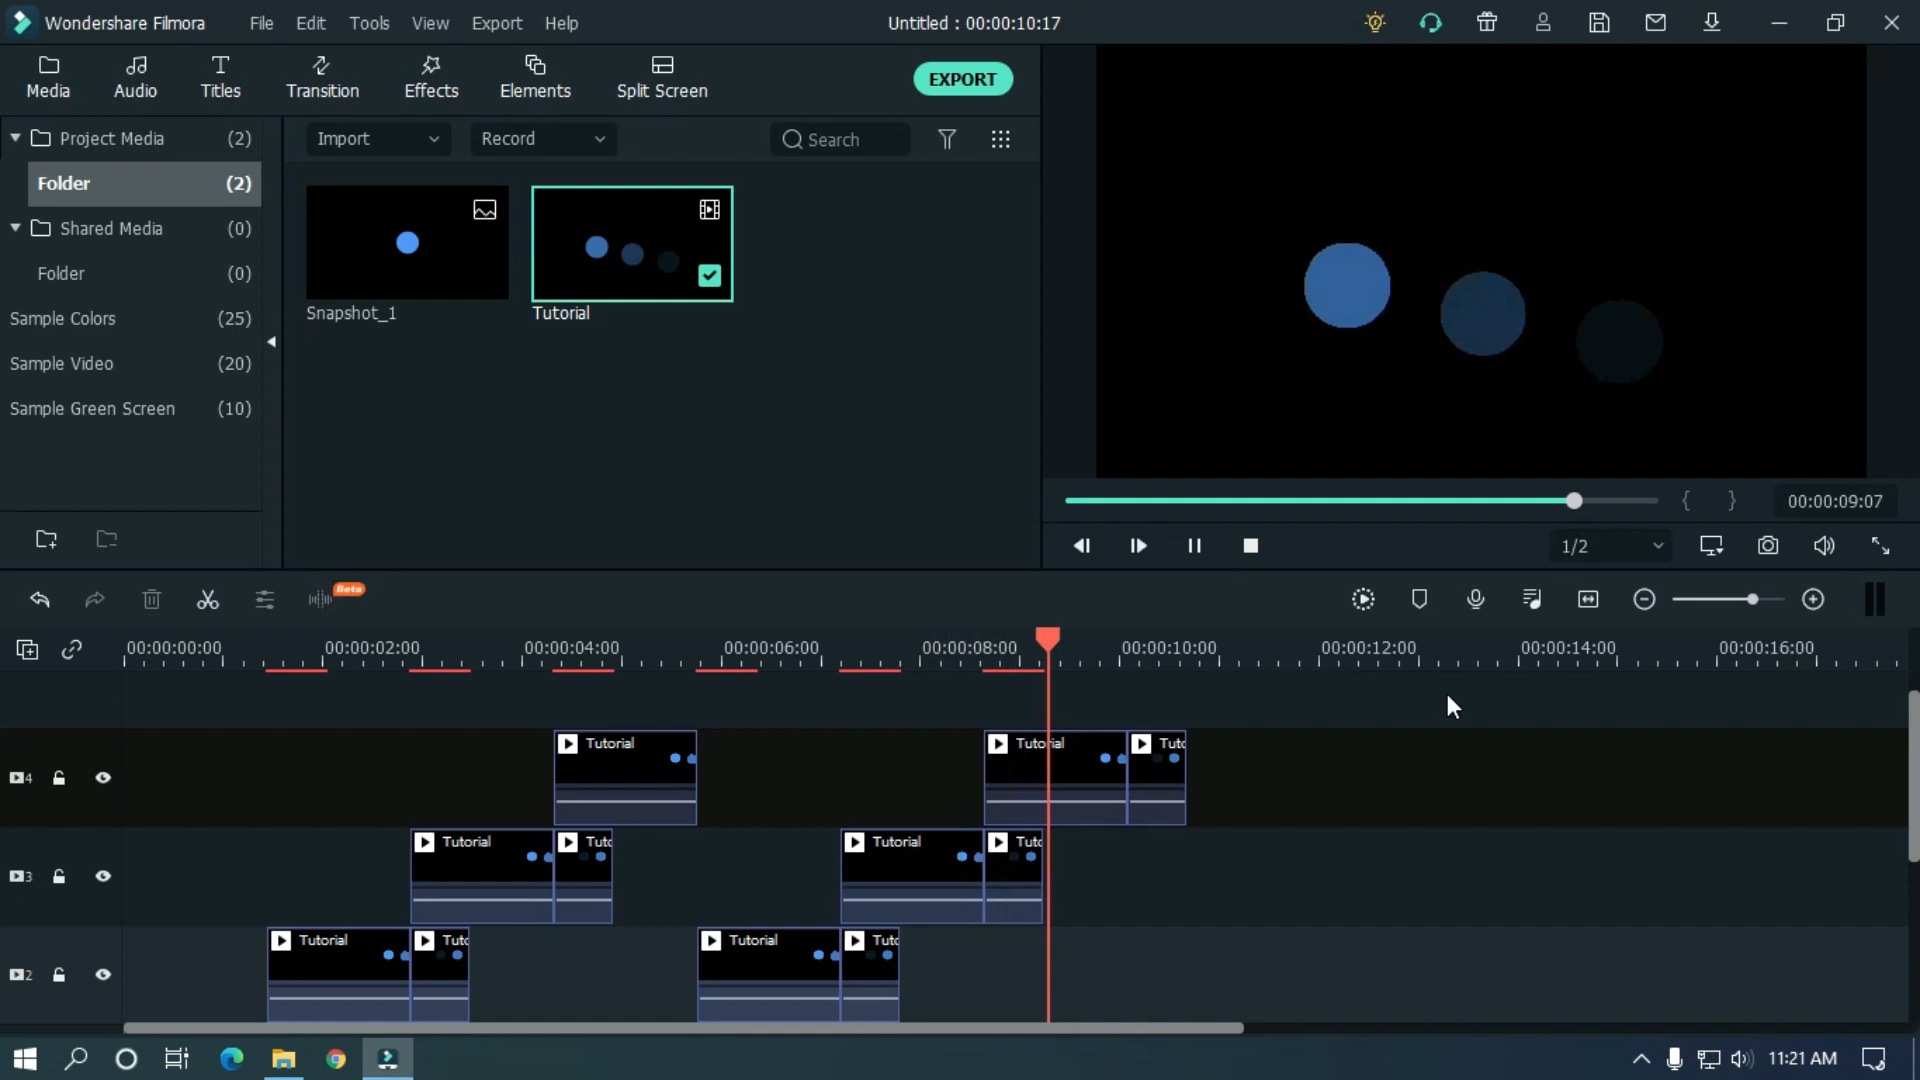 Wondershare Filmora File Edit Tools View Export Help Untitled : 00:00:10:17
Media Audio Titles Transition Effects Elements Split Screen EXPORT
Project Media (2)
Folder (2)
Shared Media (0)
Folder (0)
Sample Colors (25)
Sample Video (20)
Sample Green Screen (10)
Import Record Search
Snapshot_1 Tutorial
00:00:09:07
1/2
Beta
00:00:00:00 00:00:02:00 00:00:04:00 00:00:06:00 00:00:08:00 00:00:10:00 00:00:12:00 00:00:14:00 00:00:16:00
4 Tutorial Tutorial Tuto
3 Tutorial Tuto Tutorial Tuto
2 Tutorial Tuto Tutorial Tuto
11:21 AM